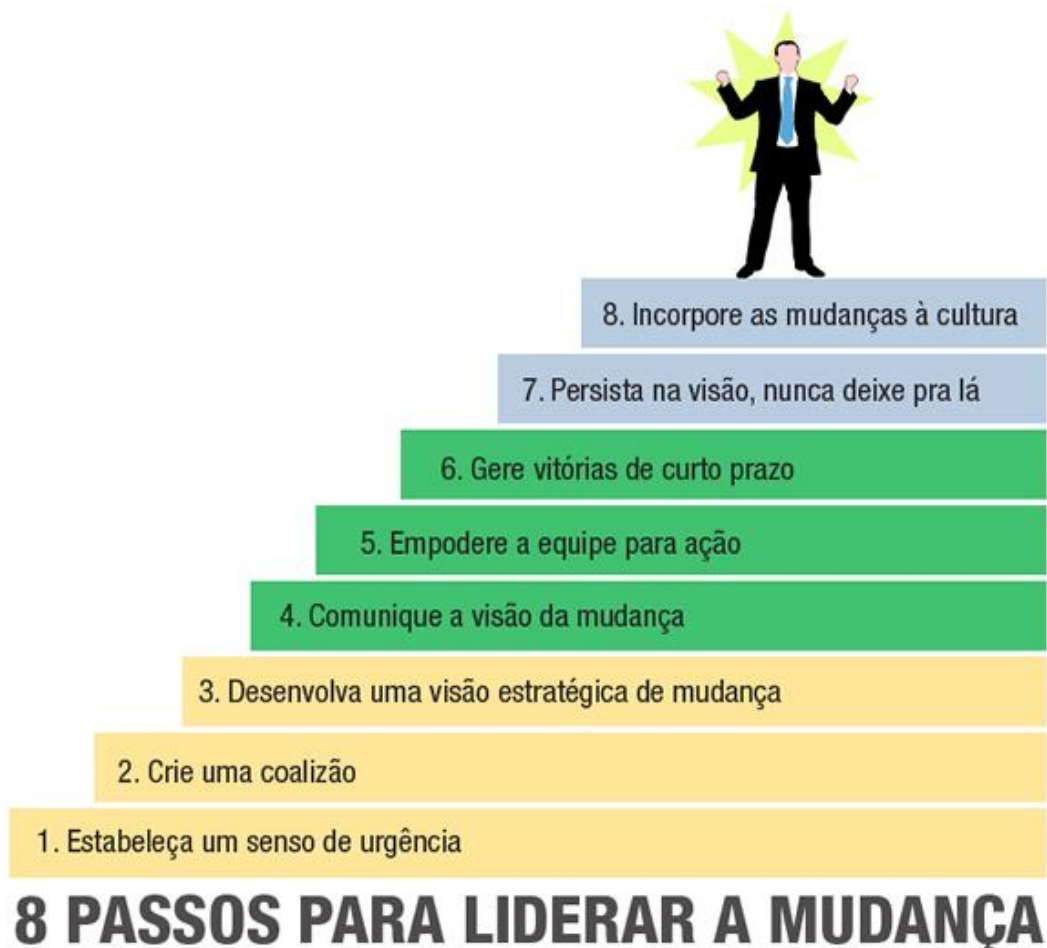 8. Incorpore as mudanças à cultura
7. Persista na visão, nunca deixe pra lá
6. Gere vitórias de curto prazo
5. Empodere a equipe para ação
4. Comunique a visão da mudança
3. Desenvolva uma visão estratégica de mudança
2. Crie uma coalizão
1. Estabeleça um senso de urgência
8 PASSOS PARA LIDERAR A MUDANÇA